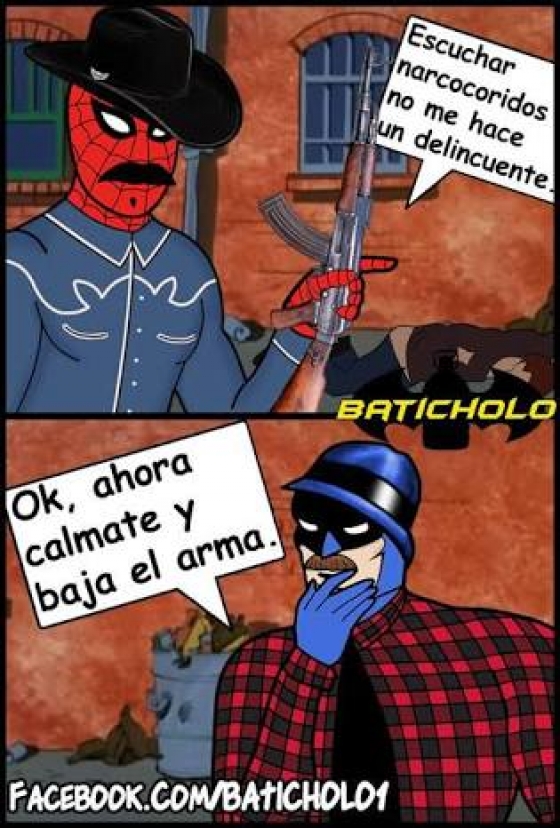 Escuchar
narcocoridos
no me hace
un delincuente.
BATICHOLO
Ok, ahora
calmate y
baja el arma.
FACEBOOK.COM/BATICHOLO1